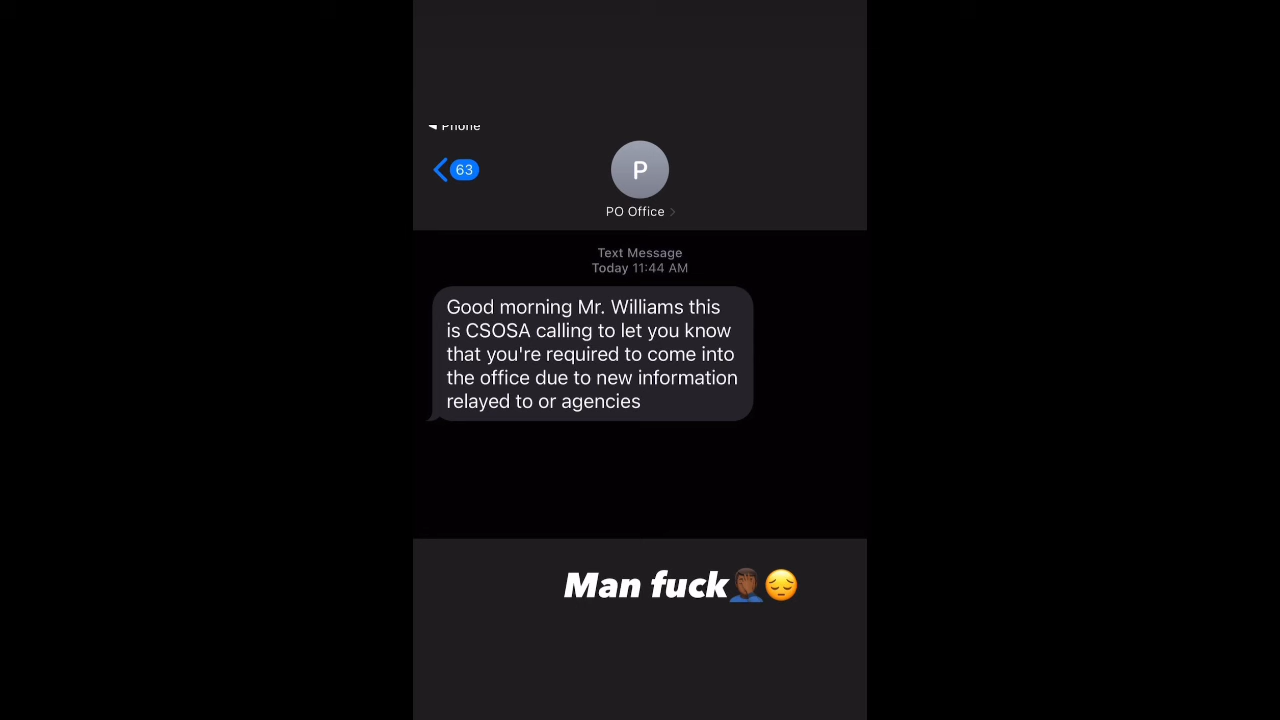 Phone
63
P
PO Office
Text Message
Today 11:44 AM
Good morning Mr. Williams this
is CSOSA calling to let you know
that you're required to come into
the office due to new information
relayed to or agencies
Man fuck🤦🏾‍♂️😔